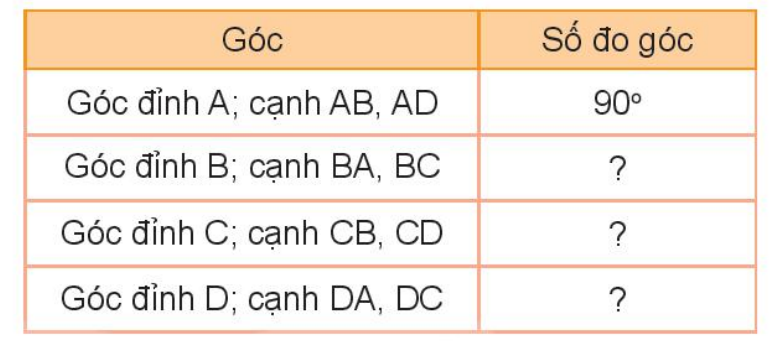 Góc Số đo góc
Góc đỉnh A; cạnh AB, AD 90°
Góc đỉnh B; cạnh BA, BC ?
Góc đỉnh C; cạnh CB, CD ?
Góc đỉnh D; cạnh DA, DC ?